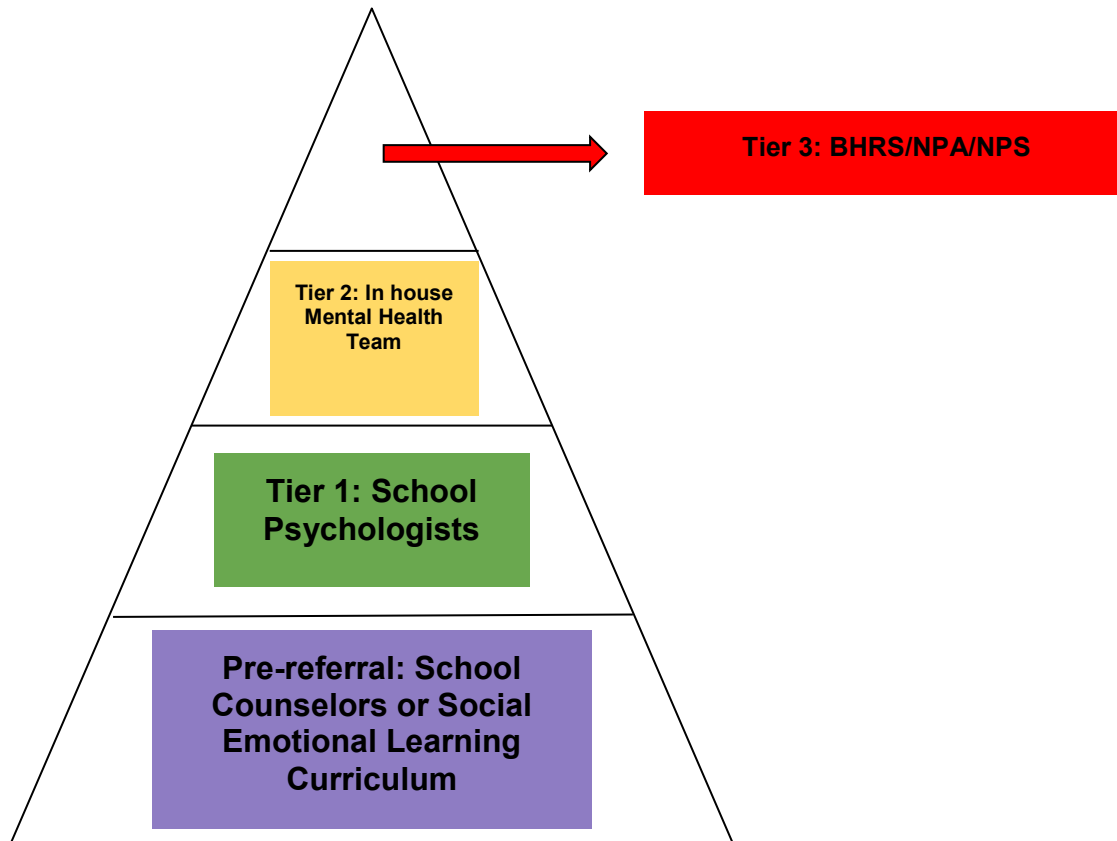 Tier 3: BHRS/NPA/NPS
Tier 2: In house
Mental Health
Team
Tier 1: School
Psychologists
Pre-referral: School
Counselors or Social
Emotional Learning
Curriculum